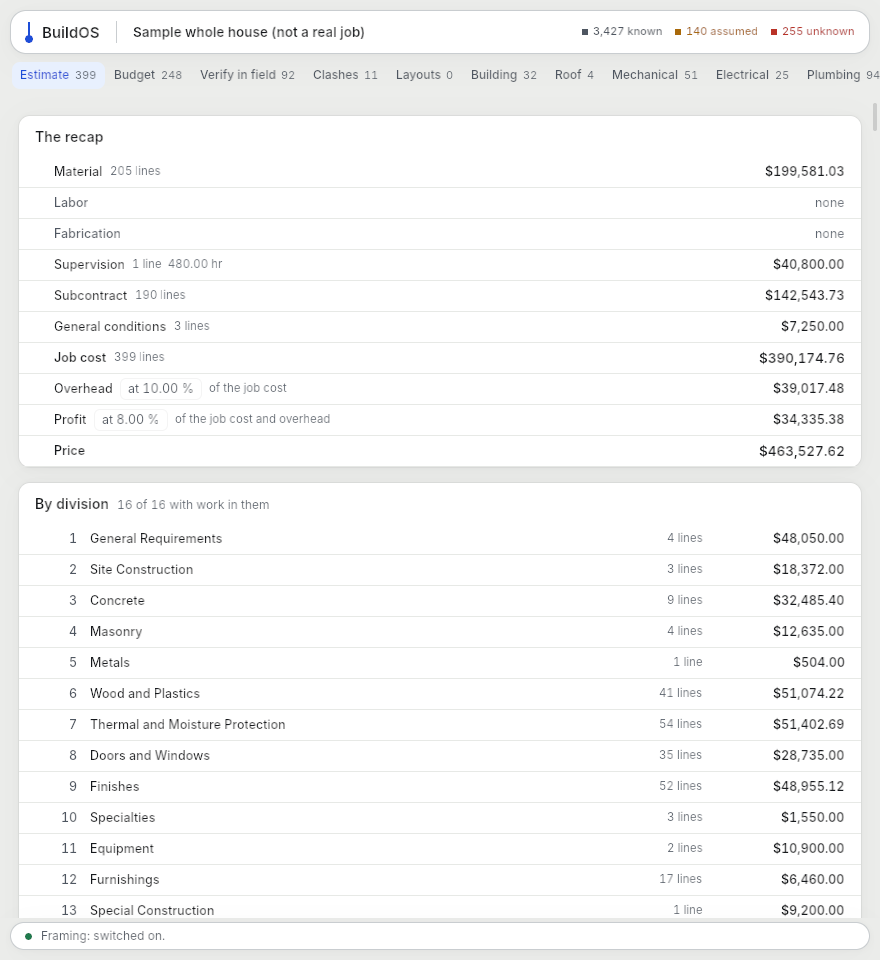 BuildOS Sample whole house (not a real job) 3,427 known 140 assumed 255 unknown
Estimate 399 Budget 248 Verify in field 92 Clashes 11 Layouts 0 Building 32 Roof 4 Mechanical 51 Electrical 25 Plumbing 94
The recap
Material 205 lines $199,581.03
Labor none
Fabrication none
Supervision 1 line 480.00 hr $40,800.00
Subcontract 190 lines $142,543.73
General conditions 3 lines $7,250.00
Job cost 399 lines $390,174.76
Overhead at 10.00 % of the job cost $39,017.48
Profit at 8.00 % of the job cost and overhead $34,335.38
Price $463,527.62
By division 16 of 16 with work in them
1 General Requirements 4 lines $48,050.00
2 Site Construction 3 lines $18,372.00
3 Concrete 9 lines $32,485.40
4 Masonry 4 lines $12,635.00
5 Metals 1 line $504.00
6 Wood and Plastics 41 lines $51,074.22
7 Thermal and Moisture Protection 54 lines $51,402.69
8 Doors and Windows 35 lines $28,735.00
9 Finishes 52 lines $48,955.12
10 Specialties 3 lines $1,550.00
11 Equipment 2 lines $10,900.00
12 Furnishings 17 lines $6,460.00
13 Special Construction 1 line $9,200.00
Framing: switched on.